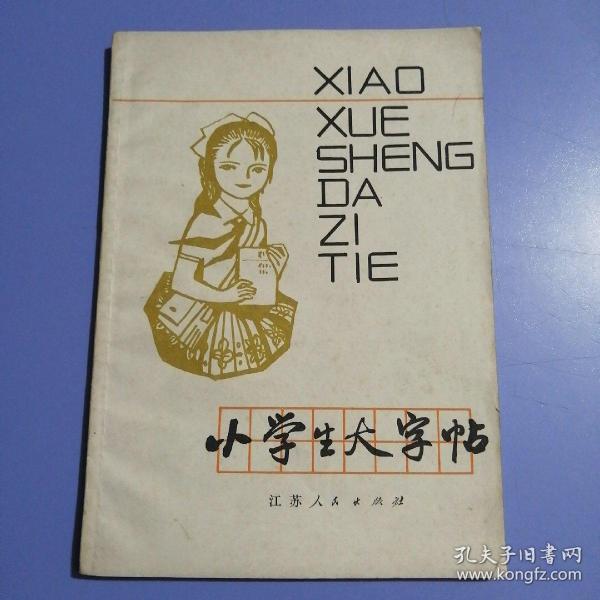 XIAO
XUE
SHENG
DA
ZI
TIE
小学生大字帖
江苏人民出版社
孔夫子旧书网
www.kongfz.com